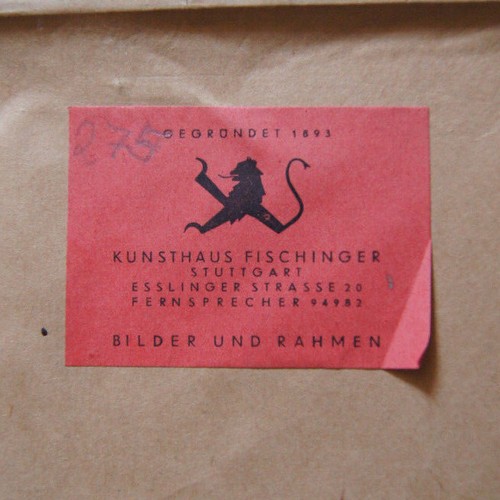 275
GEGRÜNDET 1893
KUNSTHAUS FISCHINGER
STUTTGART
ESSLINGER STRASSE 20
FERNSPRECHER 94982
BILDER UND RAHMEN